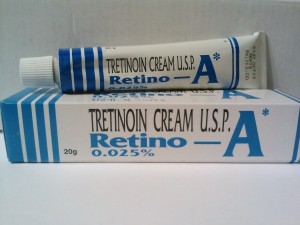 TRETINOIN CREAM U.S.P.
Retino–A*
TRETINOIN CREAM U.S.P.
Retino–A*
20g 0.025%